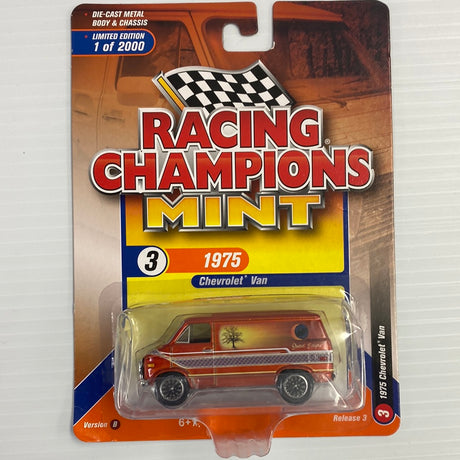 DIE-CAST METAL
BODY & CHASSIS
LIMITED EDITION
1 of 2000
RACING
CHAMPIONS®
MINT
3 1975
Chevrolet® Van
3 1975 Chevrolet® Van
Version B
6+
Release 3